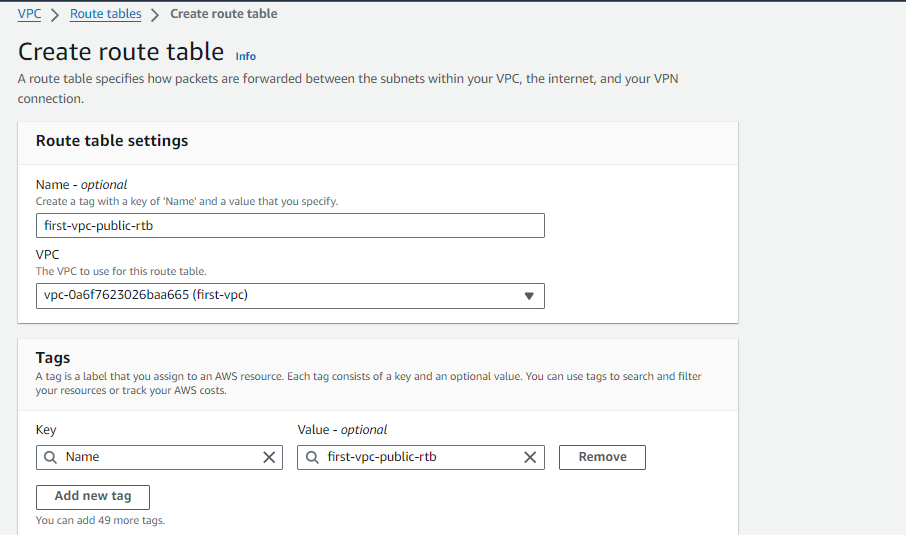 VPC > Route tables > Create route table
Create route table Info
A route table specifies how packets are forwarded between the subnets within your VPC, the internet, and your VPN
connection.
Route table settings
Name - optional
Create a tag with a key of 'Name' and a value that you specify.
first-vpc-public-rtb
VPC
The VPC to use for this route table.
vpc-0a6f7623026baa665 (first-vpc)
Tags
A tag is a label that you assign to an AWS resource. Each tag consists of a key and an optional value. You can use tags to search and filter
your resources or track your AWS costs.
Key Value - optional
Name first-vpc-public-rtb Remove
Add new tag
You can add 49 more tags.